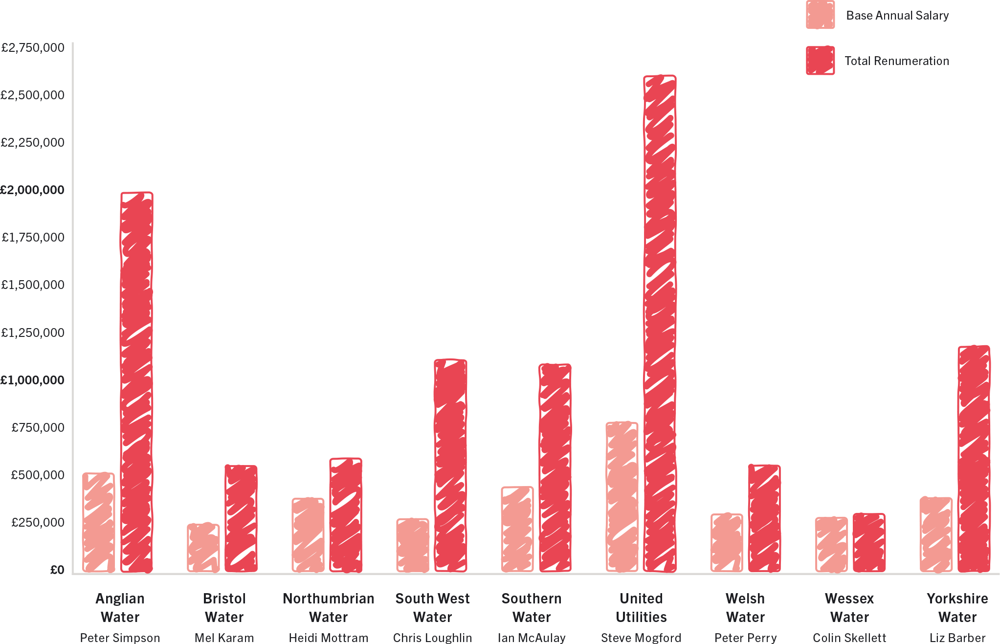 Base Annual Salary
Total Renumeration
£2,750,000
£2,500,000
£2,250,000
£2,000,000
£1,750,000
£1,500,000
£1,250,000
£1,000,000
£750,000
£500,000
£250,000
£0
Anglian
Water
Peter Simpson
Bristol
Water
Mel Karam
Northumbrian
Water
Heidi Mottram
South West
Water
Chris Loughlin
Southern
Water
Ian McAulay
United
Utilities
Steve Mogford
Welsh
Water
Peter Perry
Wessex
Water
Colin Skellett
Yorkshire
Water
Liz Barber